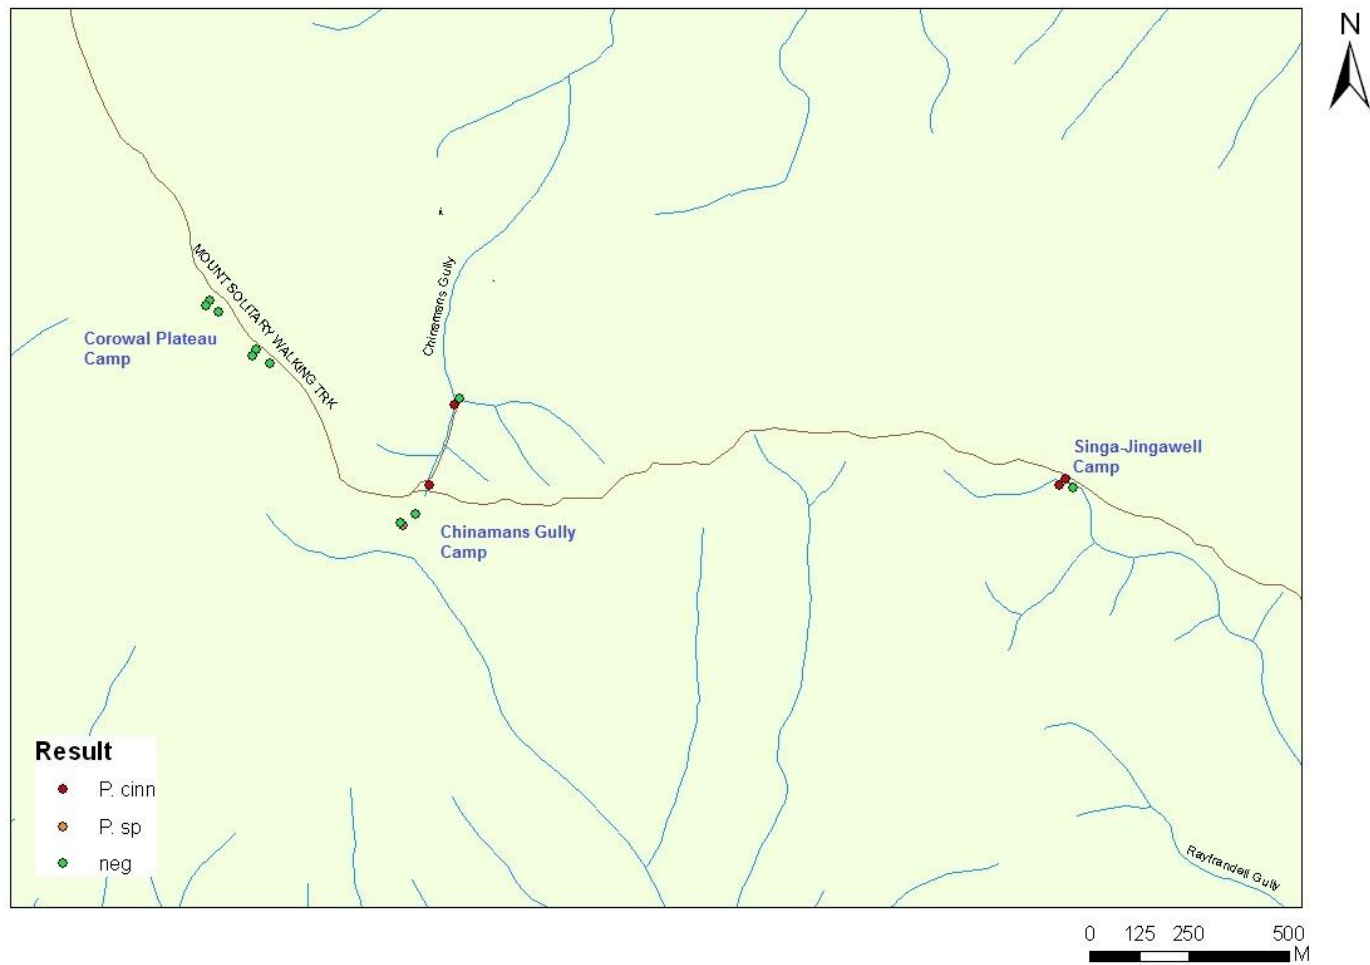 N
MOUNT SOLITARY WALKING TRK
Chinamans Gully
Corowal Plateau
Camp
Singa-Jingawell
Camp
Chinamans Gully
Camp
Result
P. cinn
P. sp
neg
Rayfrandell Gully
0 125 250 500
M